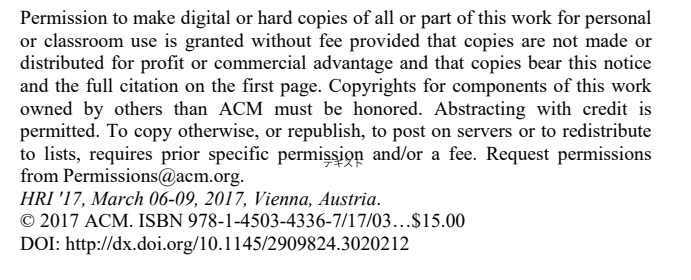 Permission to make digital or hard copies of all or part of this work for personal
or classroom use is granted without fee provided that copies are not made or
distributed for profit or commercial advantage and that copies bear this notice
and the full citation on the first page. Copyrights for components of this work
owned by others than ACM must be honored. Abstracting with credit is
permitted. To copy otherwise, or republish, to post on servers or to redistribute
to lists, requires prior specific permission and/or a fee. Request permissions
テキスト
from Permissions@acm.org.
HRI '17, March 06-09, 2017, Vienna, Austria.
© 2017 ACM. ISBN 978-1-4503-4336-7/17/03…$15.00
DOI: http://dx.doi.org/10.1145/2909824.3020212